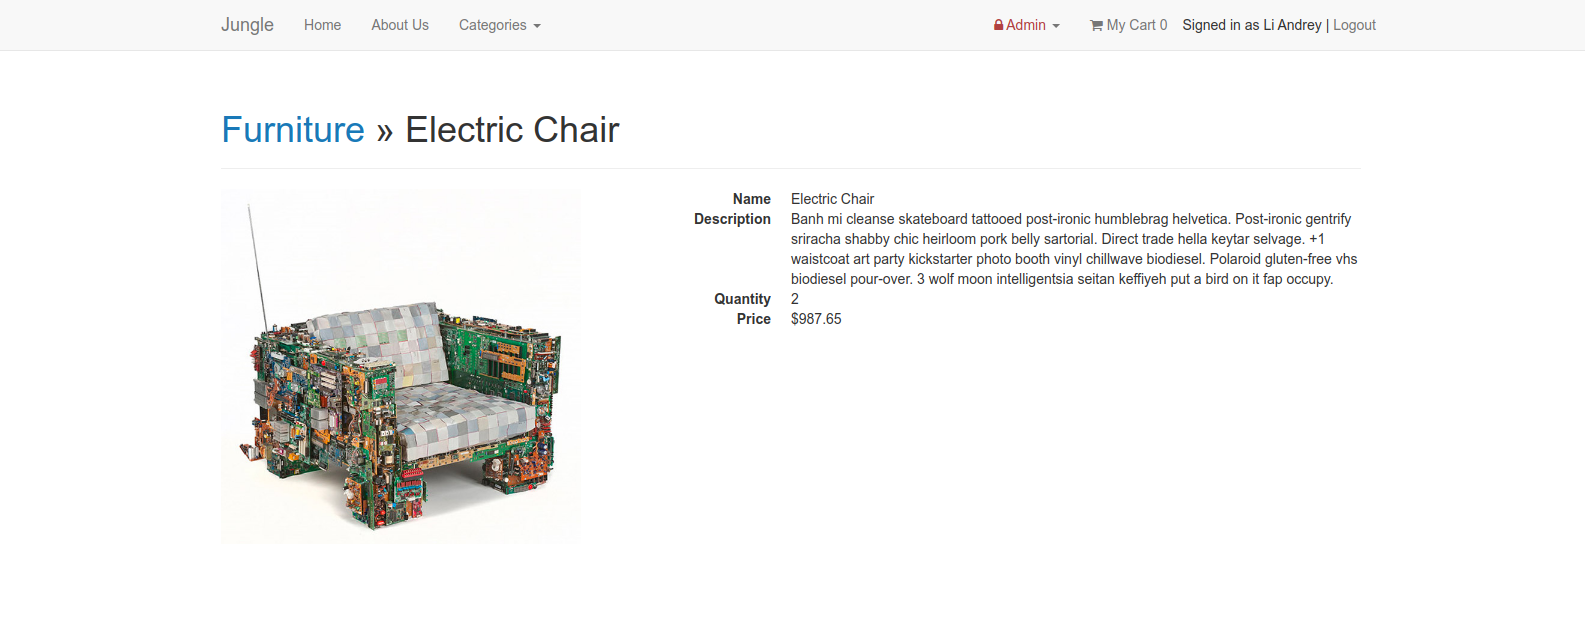 Jungle Home About Us Categories Admin My Cart 0 Signed in as Li Andrey | Logout
Furniture » Electric Chair
Name Electric Chair
Description Banh mi cleanse skateboard tattooed post-ironic humblebrag helvetica. Post-ironic gentrify
sriracha shabby chic heirloom pork belly sartorial. Direct trade hella keytar selvage. +1
waistcoat art party kickstarter photo booth vinyl chillwave biodiesel. Polaroid gluten-free vhs
biodiesel pour-over. 3 wolf moon intelligentsia seitan keffiyeh put a bird on it fap occupy.
Quantity 2
Price $987.65